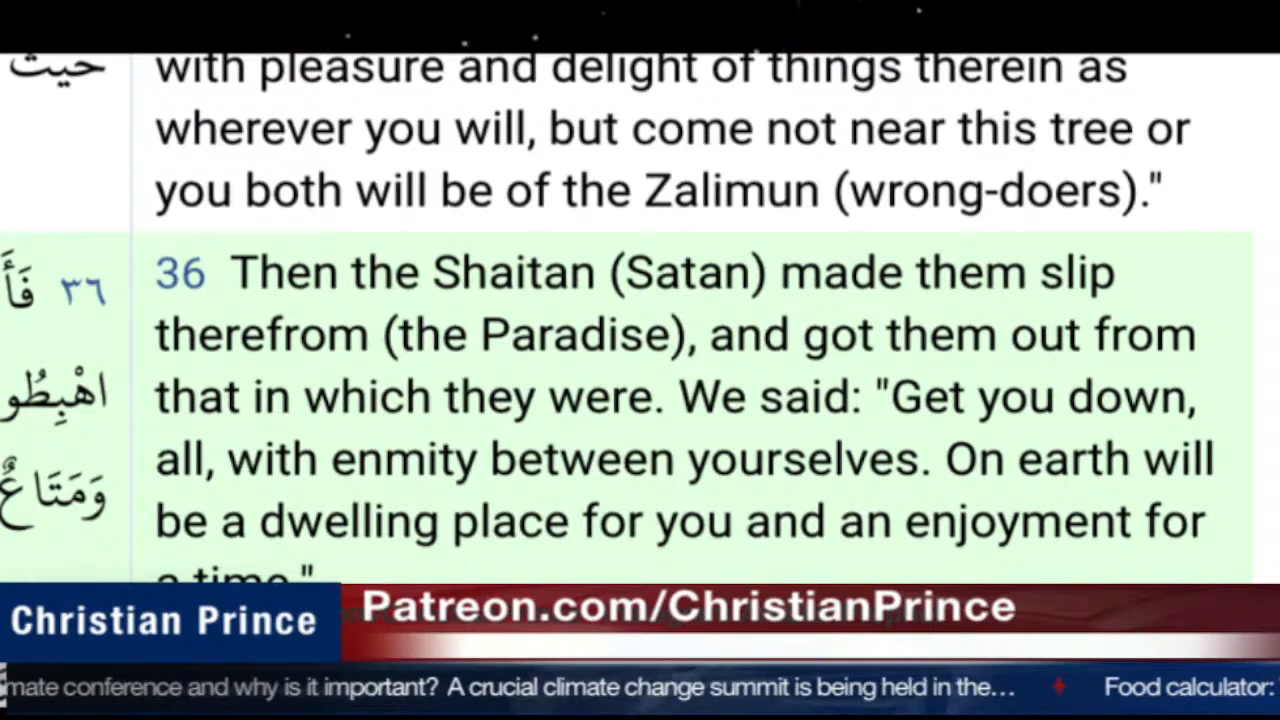 حيث
with pleasure and delight of things therein as
wherever you will, but come not near this tree or
you both will be of the Zalimun (wrong-doers)."
٣٦ فَأَ
36 Then the Shaitan (Satan) made them slip
therefrom (the Paradise), and got them out from
اهْبِطُو
that in which they were. We said: "Get you down,
all, with enmity between yourselves. On earth will
وَمَتَاعٌ
be a dwelling place for you and an enjoyment for
a time."
Christian Prince
Patreon.com/ChristianPrince
mate conference and why is it important? A crucial climate change summit is being held in the... Food calculator: